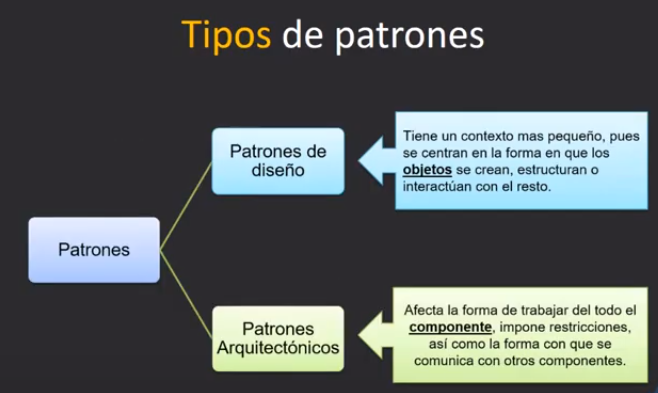 Tipos de patrones
Patrones de
diseño
Tiene un contexto mas pequeño, pues
se centran en la forma en que los
objetos se crean, estructuran o
interactúan con el resto.
Patrones
Patrones
Arquitectónicos
Afecta la forma de trabajar del todo el
componente, impone restricciones,
así como la forma con que se
comunica con otros componentes.